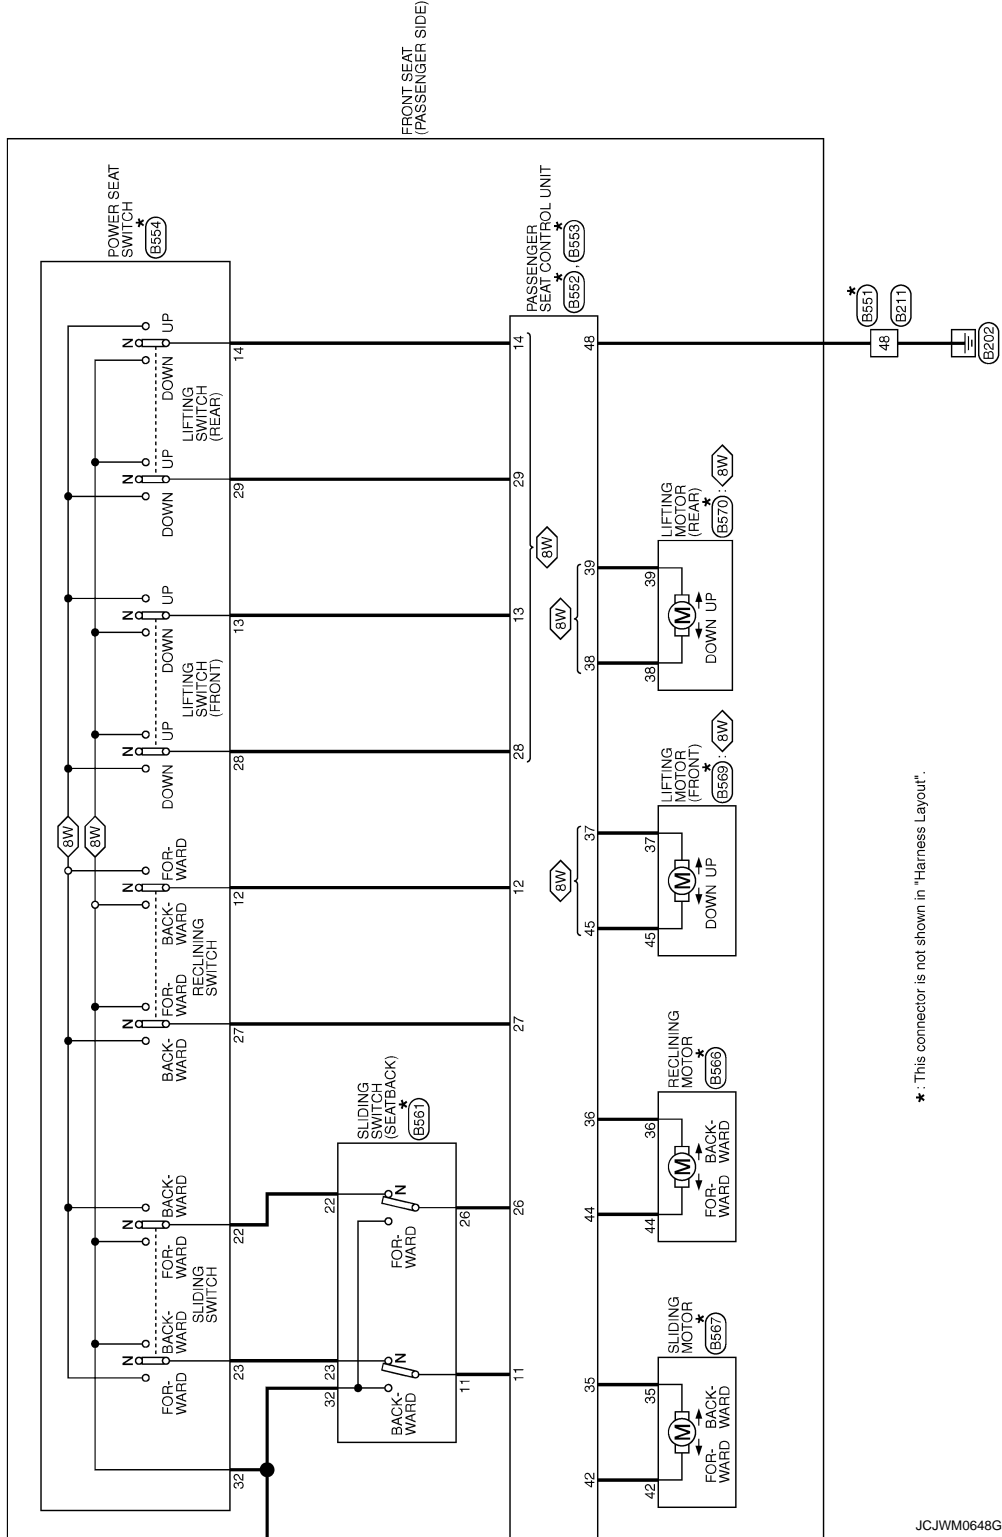 FRONT SEAT
(PASSENGER SIDE)
POWER SEAT
SWITCH
*
B554
UP
N
DOWN
LIFTING
SWITCH
(REAR)
14
UP
N
DOWN
29
UP
N
DOWN
LIFTING
SWITCH
(FRONT)
13
UP
N
DOWN
28
8W
8W
FOR-
WARD
N
BACK-
WARD
RECLINING
SWITCH
12
FOR-
WARD
N
BACK-
WARD
27
BACK-
WARD
N
FOR-
WARD
SLIDING
SWITCH
22
BACK-
WARD
N
FOR-
WARD
23
32
SLIDING
SWITCH
(SEATBACK)
*
B561
22
N
FOR-
WARD
26
23
32
N
BACK-
WARD
11
PASSENGER
SEAT CONTROL UNIT
* *
B552 , B553
14
29
13
28
8W
12
27
26
11
48
39
38
8W
37
45
8W
36
44
35
42
LIFTING
MOTOR
(REAR)
*
B570 : 8W
39
38
M
DOWN UP
LIFTING
MOTOR
(FRONT)
*
B569 : 8W
37
45
M
DOWN UP
RECLINING
MOTOR
*
B566
36
44
M
FOR-
WARD
BACK-
WARD
SLIDING
MOTOR
*
B567
35
42
M
FOR-
WARD
BACK-
WARD
*
B551
48
B211
B202
* : This connector is not shown in "Harness Layout".
JCJWM0648G